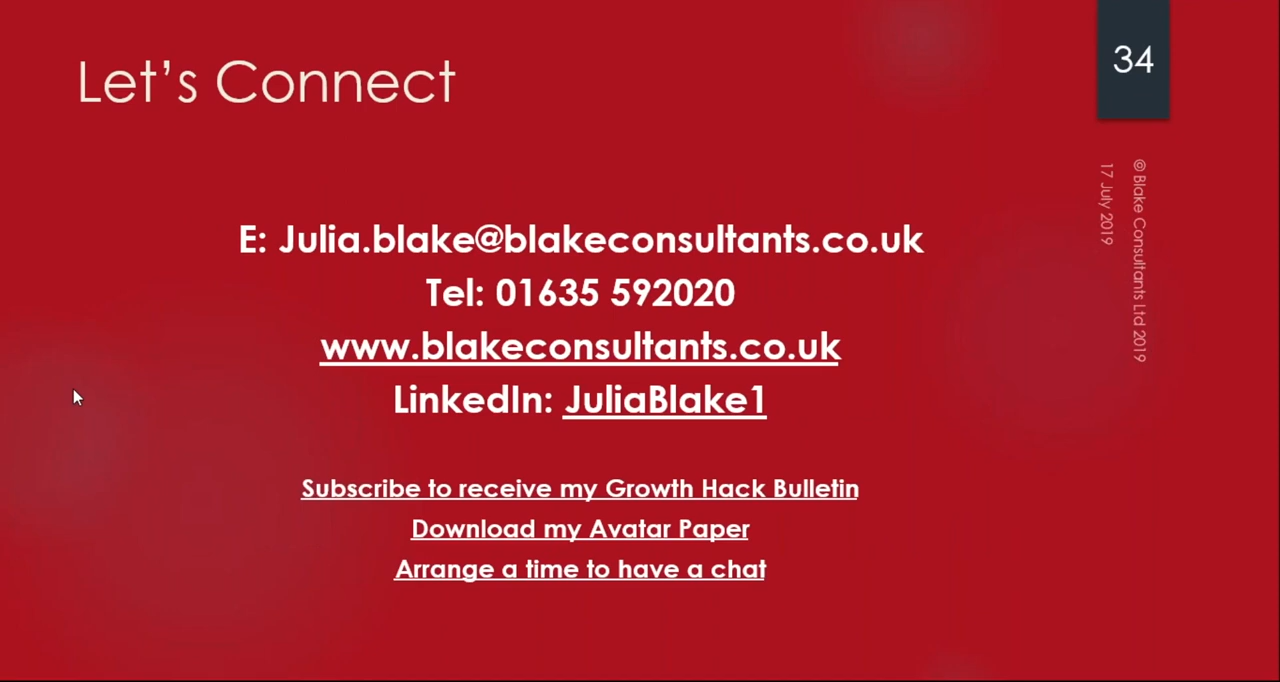 Let’s Connect
34
E: Julia.blake@blakeconsultants.co.uk
Tel: 01635 592020
www.blakeconsultants.co.uk
LinkedIn: JuliaBlake1
Subscribe to receive my Growth Hack Bulletin
Download my Avatar Paper
Arrange a time to have a chat
17 July 2019
@ Blake Consultants Ltd 2019